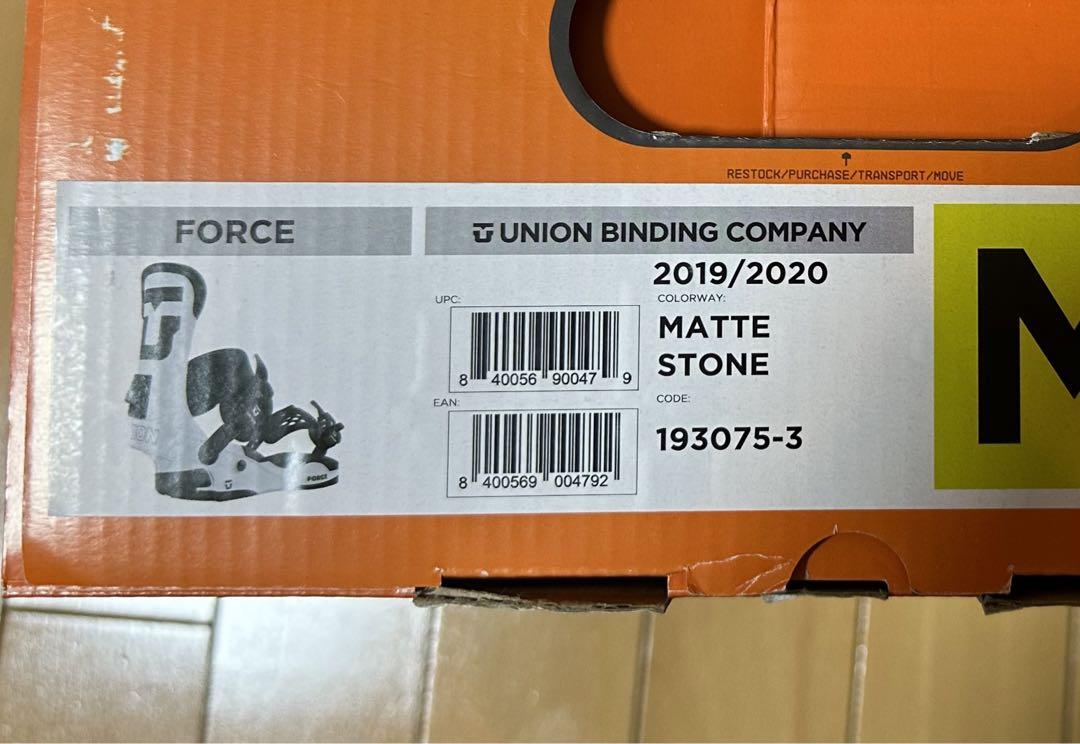 RESTOCK/PURCHASE/TRANSPORT/MOVE
FORCE
UNION BINDING COMPANY
2019/2020
UPC:
COLORWAY:
MATTE
STONE
8 40056 90047 9
EAN:
CODE:
193075-3
8 400569 004792
FORCE
M